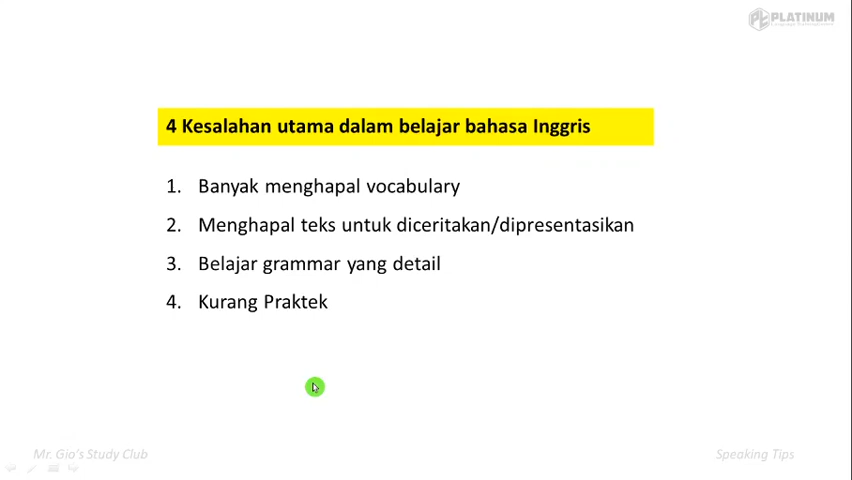 PLATINUM
4 Kesalahan utama dalam belajar bahasa Inggris
1. Banyak menghapal vocabulary
2. Menghapal teks untuk diceritakan/dipresentasikan
3. Belajar grammar yang detail
4. Kurang Praktek
Mr. Gio's Study Club
Speaking Tips